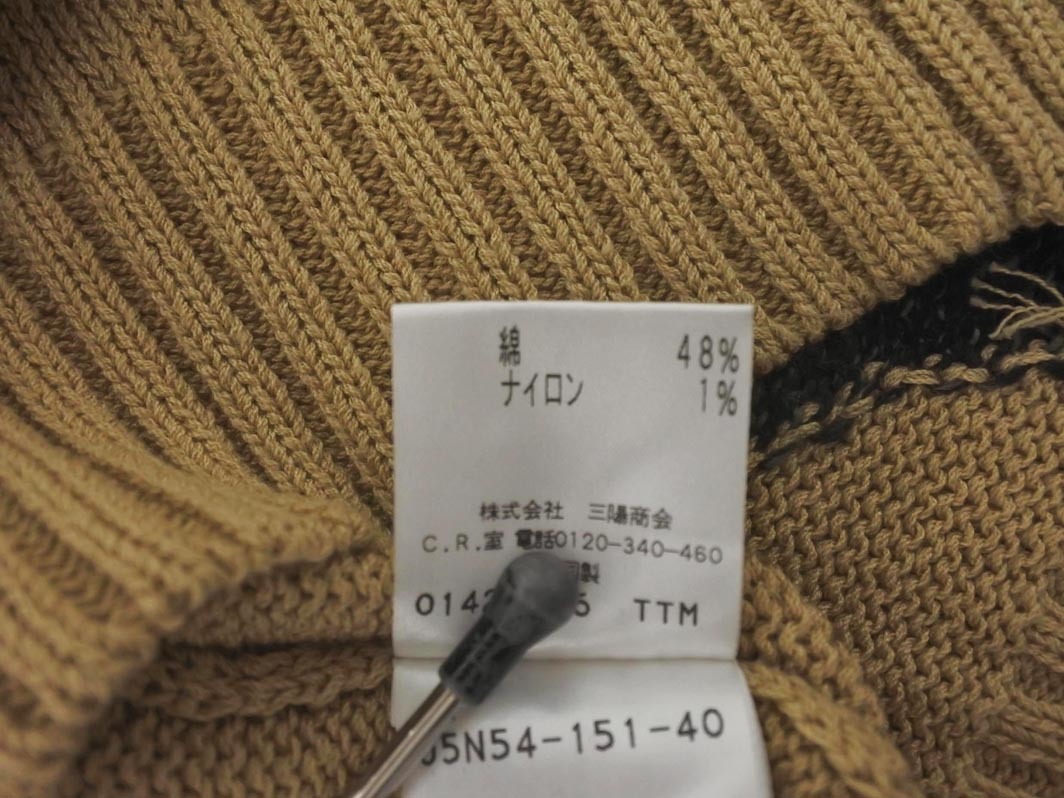 綿 48%
ナイロン 1%
株式会社 三陽商会
C.R.室 電話0120-340-460
製
TTM
5N54-151-40